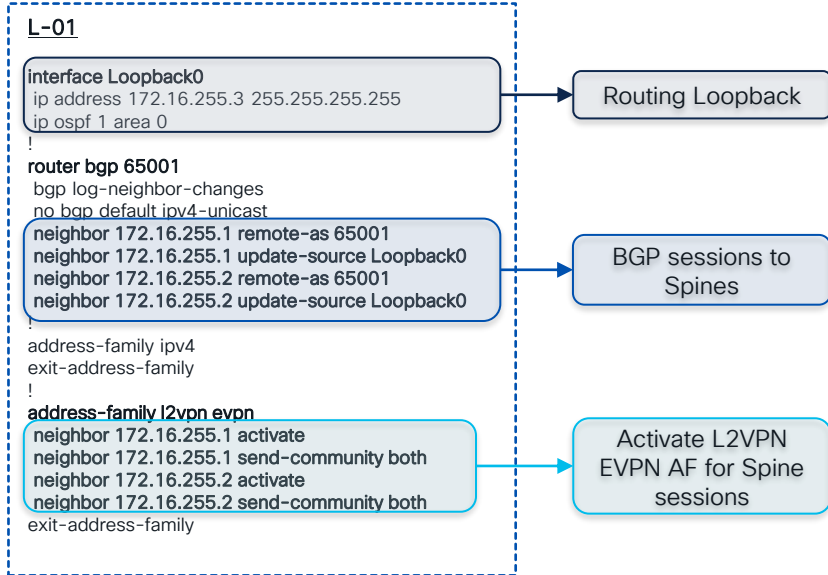 L-01
interface Loopback0
ip address 172.16.255.3 255.255.255.255
ip ospf 1 area 0
!
router bgp 65001
bgp log-neighbor-changes
no bgp default ipv4-unicast
neighbor 172.16.255.1 remote-as 65001
neighbor 172.16.255.1 update-source Loopback0
neighbor 172.16.255.2 remote-as 65001
neighbor 172.16.255.2 update-source Loopback0
!
address-family ipv4
exit-address-family
!
address-family l2vpn evpn
neighbor 172.16.255.1 activate
neighbor 172.16.255.1 send-community both
neighbor 172.16.255.2 activate
neighbor 172.16.255.2 send-community both
exit-address-family
Routing Loopback
BGP sessions to
Spines
Activate L2VPN
EVPN AF for Spine
sessions